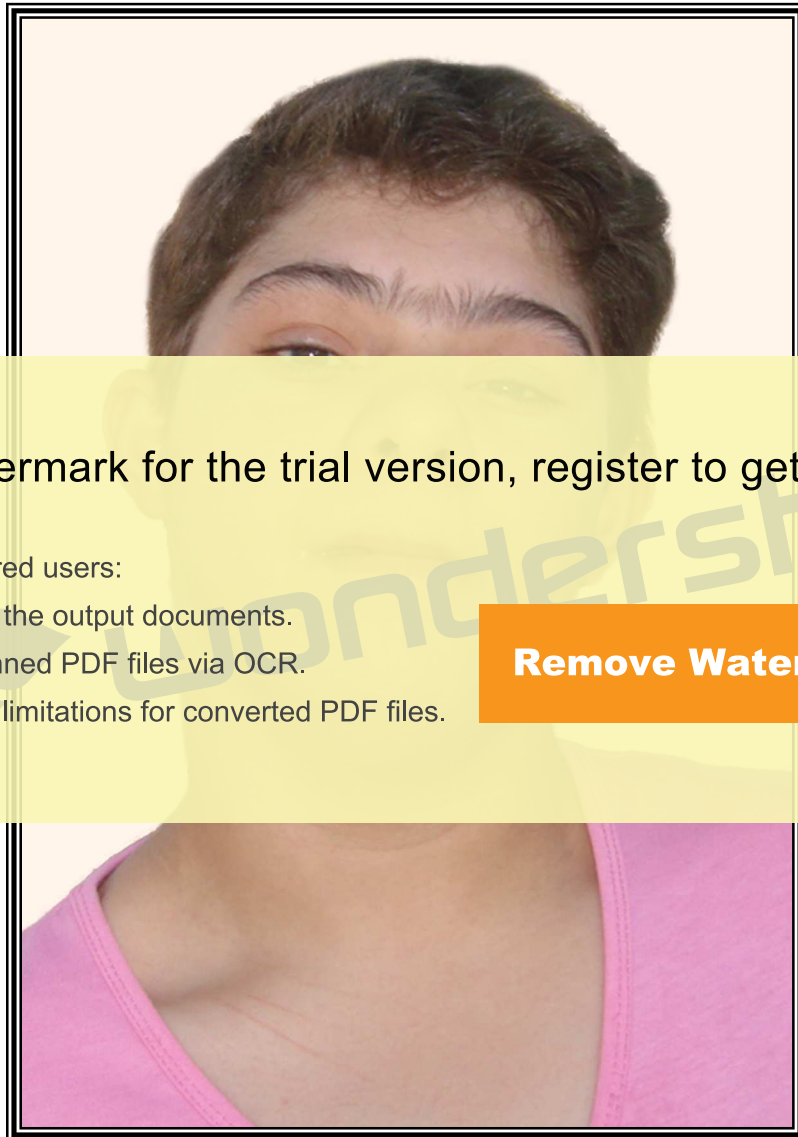 ermark for the trial version, register to get
red users:
the output documents.
nned PDF files via OCR.
limitations for converted PDF files.
Remove Water
wondersh